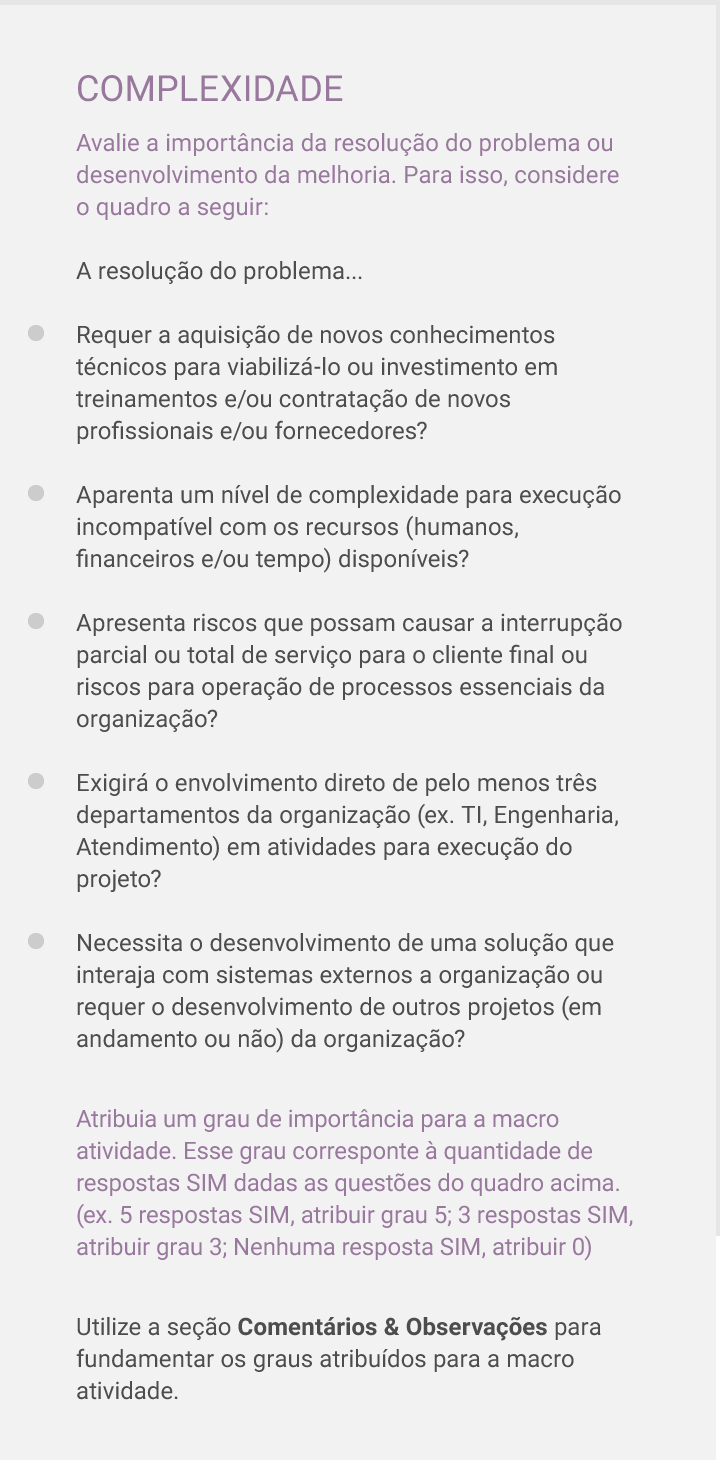 COMPLEXIDADE
Avalie a importância da resolução do problema ou
desenvolvimento da melhoria. Para isso, considere
o quadro a seguir:
A resolução do problema...
Requer a aquisição de novos conhecimentos
técnicos para viabilizá-lo ou investimento em
treinamentos e/ou contratação de novos
profissionais e/ou fornecedores?
Aparenta um nível de complexidade para execução
incompatível com os recursos (humanos,
financeiros e/ou tempo) disponíveis?
Apresenta riscos que possam causar a interrupção
parcial ou total de serviço para o cliente final ou
riscos para operação de processos essenciais da
organização?
Exigirá o envolvimento direto de pelo menos três
departamentos da organização (ex. TI, Engenharia,
Atendimento) em atividades para execução do
projeto?
Necessita o desenvolvimento de uma solução que
interaja com sistemas externos a organização ou
requer o desenvolvimento de outros projetos (em
andamento ou não) da organização?
Atribuia um grau de importância para a macro
atividade. Esse grau corresponte à quantidade de
respostas SIM dadas as questões do quadro acima.
(ex. 5 respostas SIM, atribuir grau 5; 3 respostas SIM,
atribuir grau 3; Nenhuma resposta SIM, atribuir 0)
Utilize a seção Comentários & Observações para
fundamentar os graus atribuídos para a macro
atividade.